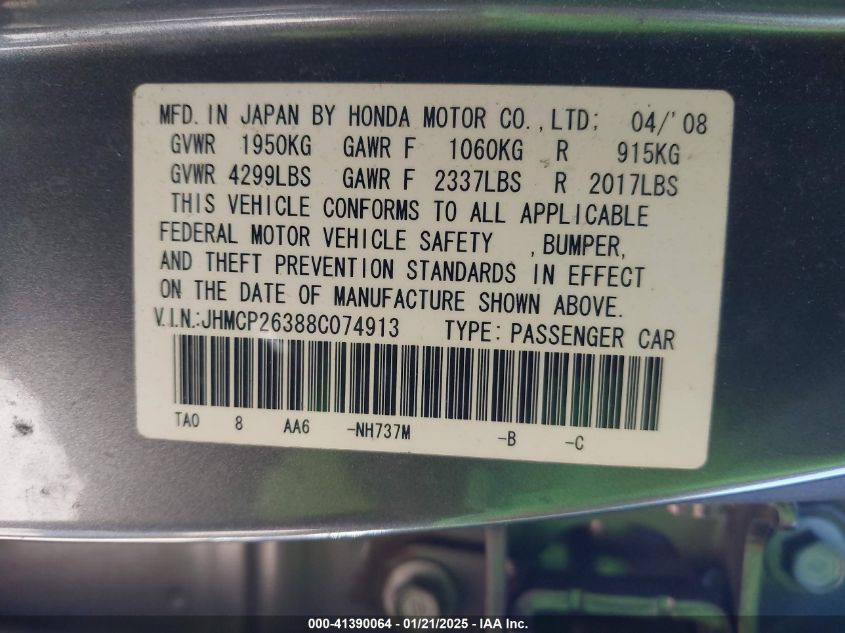 MFD. IN JAPAN BY HONDA MOTOR CO.,LTD; 04/'08
GVWR 1950KG GAWR F 1060KG R 915KG
GVWR 4299LBS GAWR F 2337LBS R 2017LBS
THIS VEHICLE CONFORMS TO ALL APPLICABLE
FEDERAL MOTOR VEHICLE SAFETY ,BUMPER,
AND THEFT PREVENTION STANDARDS IN EFFECT
ON THE DATE OF MANUFACTURE SHOWN ABOVE.
V.I.N.:JHMCP26388C074913 TYPE: PASSENGER CAR
TA0 8 AA6 -NH737M -B -C
000-41390064 - 01/21/2025 - IAA Inc.